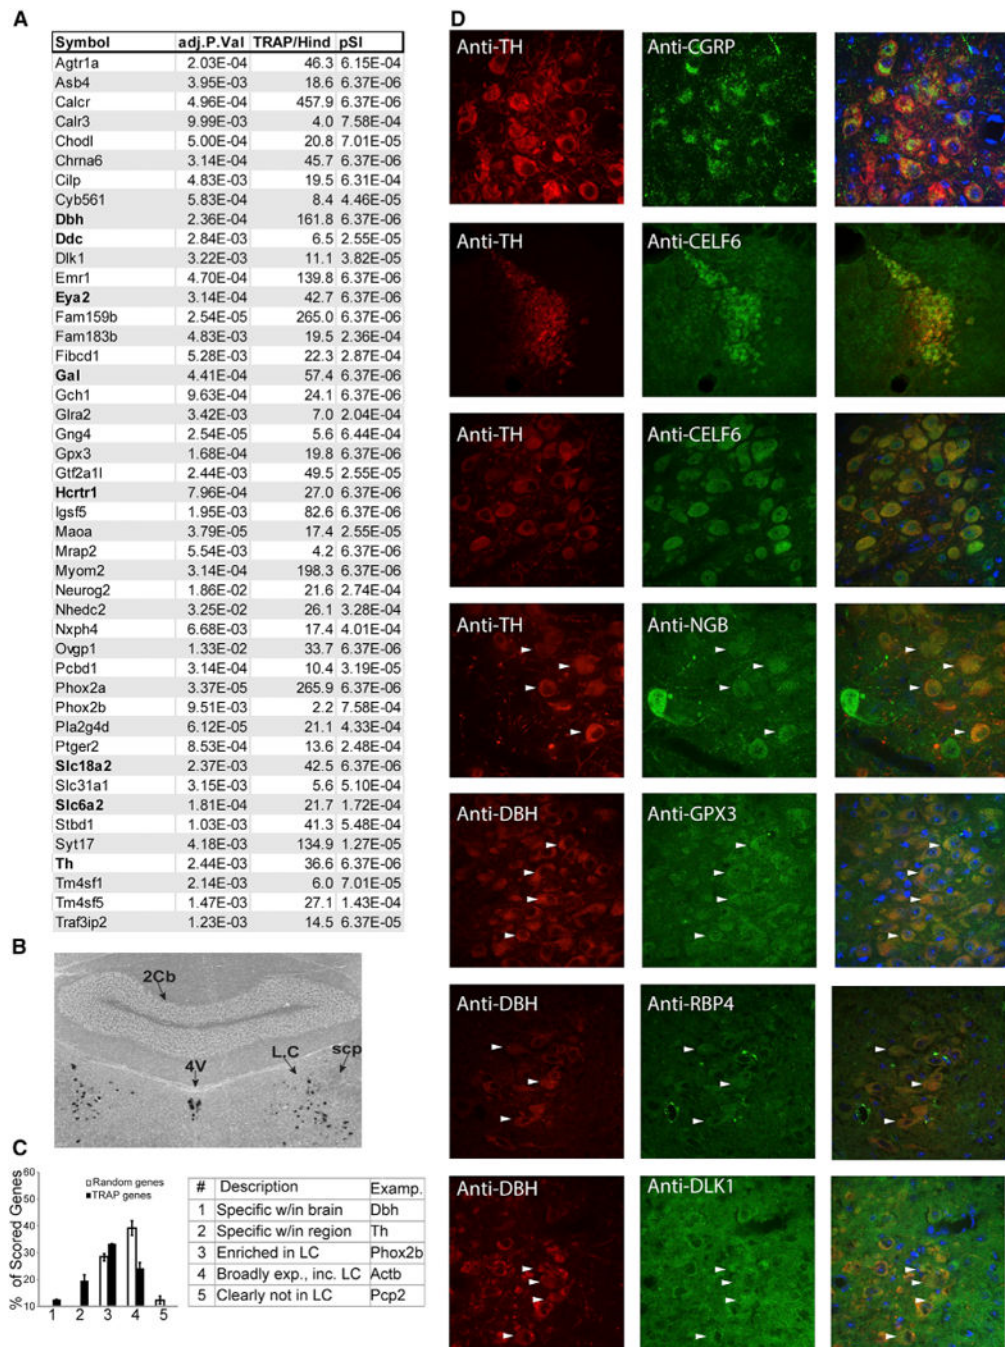 A
Symbol adj.P.Val TRAP/Hind pSI
Agtr1a 2.03E-04 46.3 6.15E-04
Asb4 3.95E-03 18.6 6.37E-06
Calcr 4.96E-04 457.9 6.37E-06
Calr3 9.99E-03 4.0 7.58E-04
Chodl 5.00E-04 20.8 7.01E-05
Chrna6 3.14E-04 45.7 6.37E-06
Cilp 4.83E-03 19.5 6.31E-04
Cyb561 5.83E-04 8.4 4.46E-05
Dbh 2.36E-04 161.8 6.37E-06
Ddc 2.84E-03 6.5 2.55E-05
Dlk1 3.22E-03 11.1 3.82E-05
Emr1 4.70E-04 139.8 6.37E-06
Eya2 3.14E-04 42.7 6.37E-06
Fam159b 2.54E-05 265.0 6.37E-06
Fam183b 4.83E-03 19.5 2.36E-04
Fibcd1 5.28E-03 22.3 2.87E-04
Gal 4.41E-04 57.4 6.37E-06
Gch1 9.63E-04 24.1 6.37E-06
Glra2 3.42E-03 7.0 2.04E-04
Gng4 2.54E-05 5.6 6.44E-04
Gpx3 1.68E-04 19.8 6.37E-06
Gtf2a1l 2.44E-03 49.5 2.55E-05
Hcrtr1 7.96E-04 27.0 6.37E-06
Igsf5 1.95E-03 82.6 6.37E-06
Maoa 3.79E-05 17.4 2.55E-05
Mrap2 5.54E-03 4.2 6.37E-06
Myom2 3.14E-04 198.3 6.37E-06
Neurog2 1.86E-02 21.6 2.74E-04
Nhedc2 3.25E-02 26.1 3.28E-04
Nxph4 6.68E-03 17.4 4.01E-04
Ovgp1 1.33E-02 33.7 6.37E-06
Pcbd1 3.14E-04 10.4 3.19E-05
Phox2a 3.37E-05 265.9 6.37E-06
Phox2b 9.51E-03 2.2 7.58E-04
Pla2g4d 6.12E-05 21.1 4.33E-04
Ptger2 8.53E-04 13.6 2.48E-04
Slc18a2 2.37E-03 42.5 6.37E-06
Slc31a1 3.15E-03 5.6 5.10E-04
Slc6a2 1.81E-04 21.7 1.72E-04
Stbd1 1.03E-03 41.3 5.48E-04
Syt17 4.18E-03 134.9 1.27E-05
Th 2.44E-03 36.6 6.37E-06
Tm4sf1 2.14E-03 6.0 7.01E-05
Tm4sf5 1.47E-03 27.1 1.43E-04
Traf3ip2 1.23E-03 14.5 6.37E-05
B
2Cb
L.C scp
4V
C
% of Scored Genes
60
50
40
30
20
10
Random genes
TRAP genes
1 2 3 4 5
# Description Examp.
1 Specific w/in brain Dbh
2 Specific w/in region Th
3 Enriched in LC Phox2b
4 Broadly exp., inc. LC Actb
5 Clearly not in LC Pcp2
D
Anti-TH Anti-CGRP
Anti-TH Anti-CELF6
Anti-TH Anti-CELF6
Anti-TH Anti-NGB
Anti-DBH Anti-GPX3
Anti-DBH Anti-RBP4
Anti-DBH Anti-DLK1